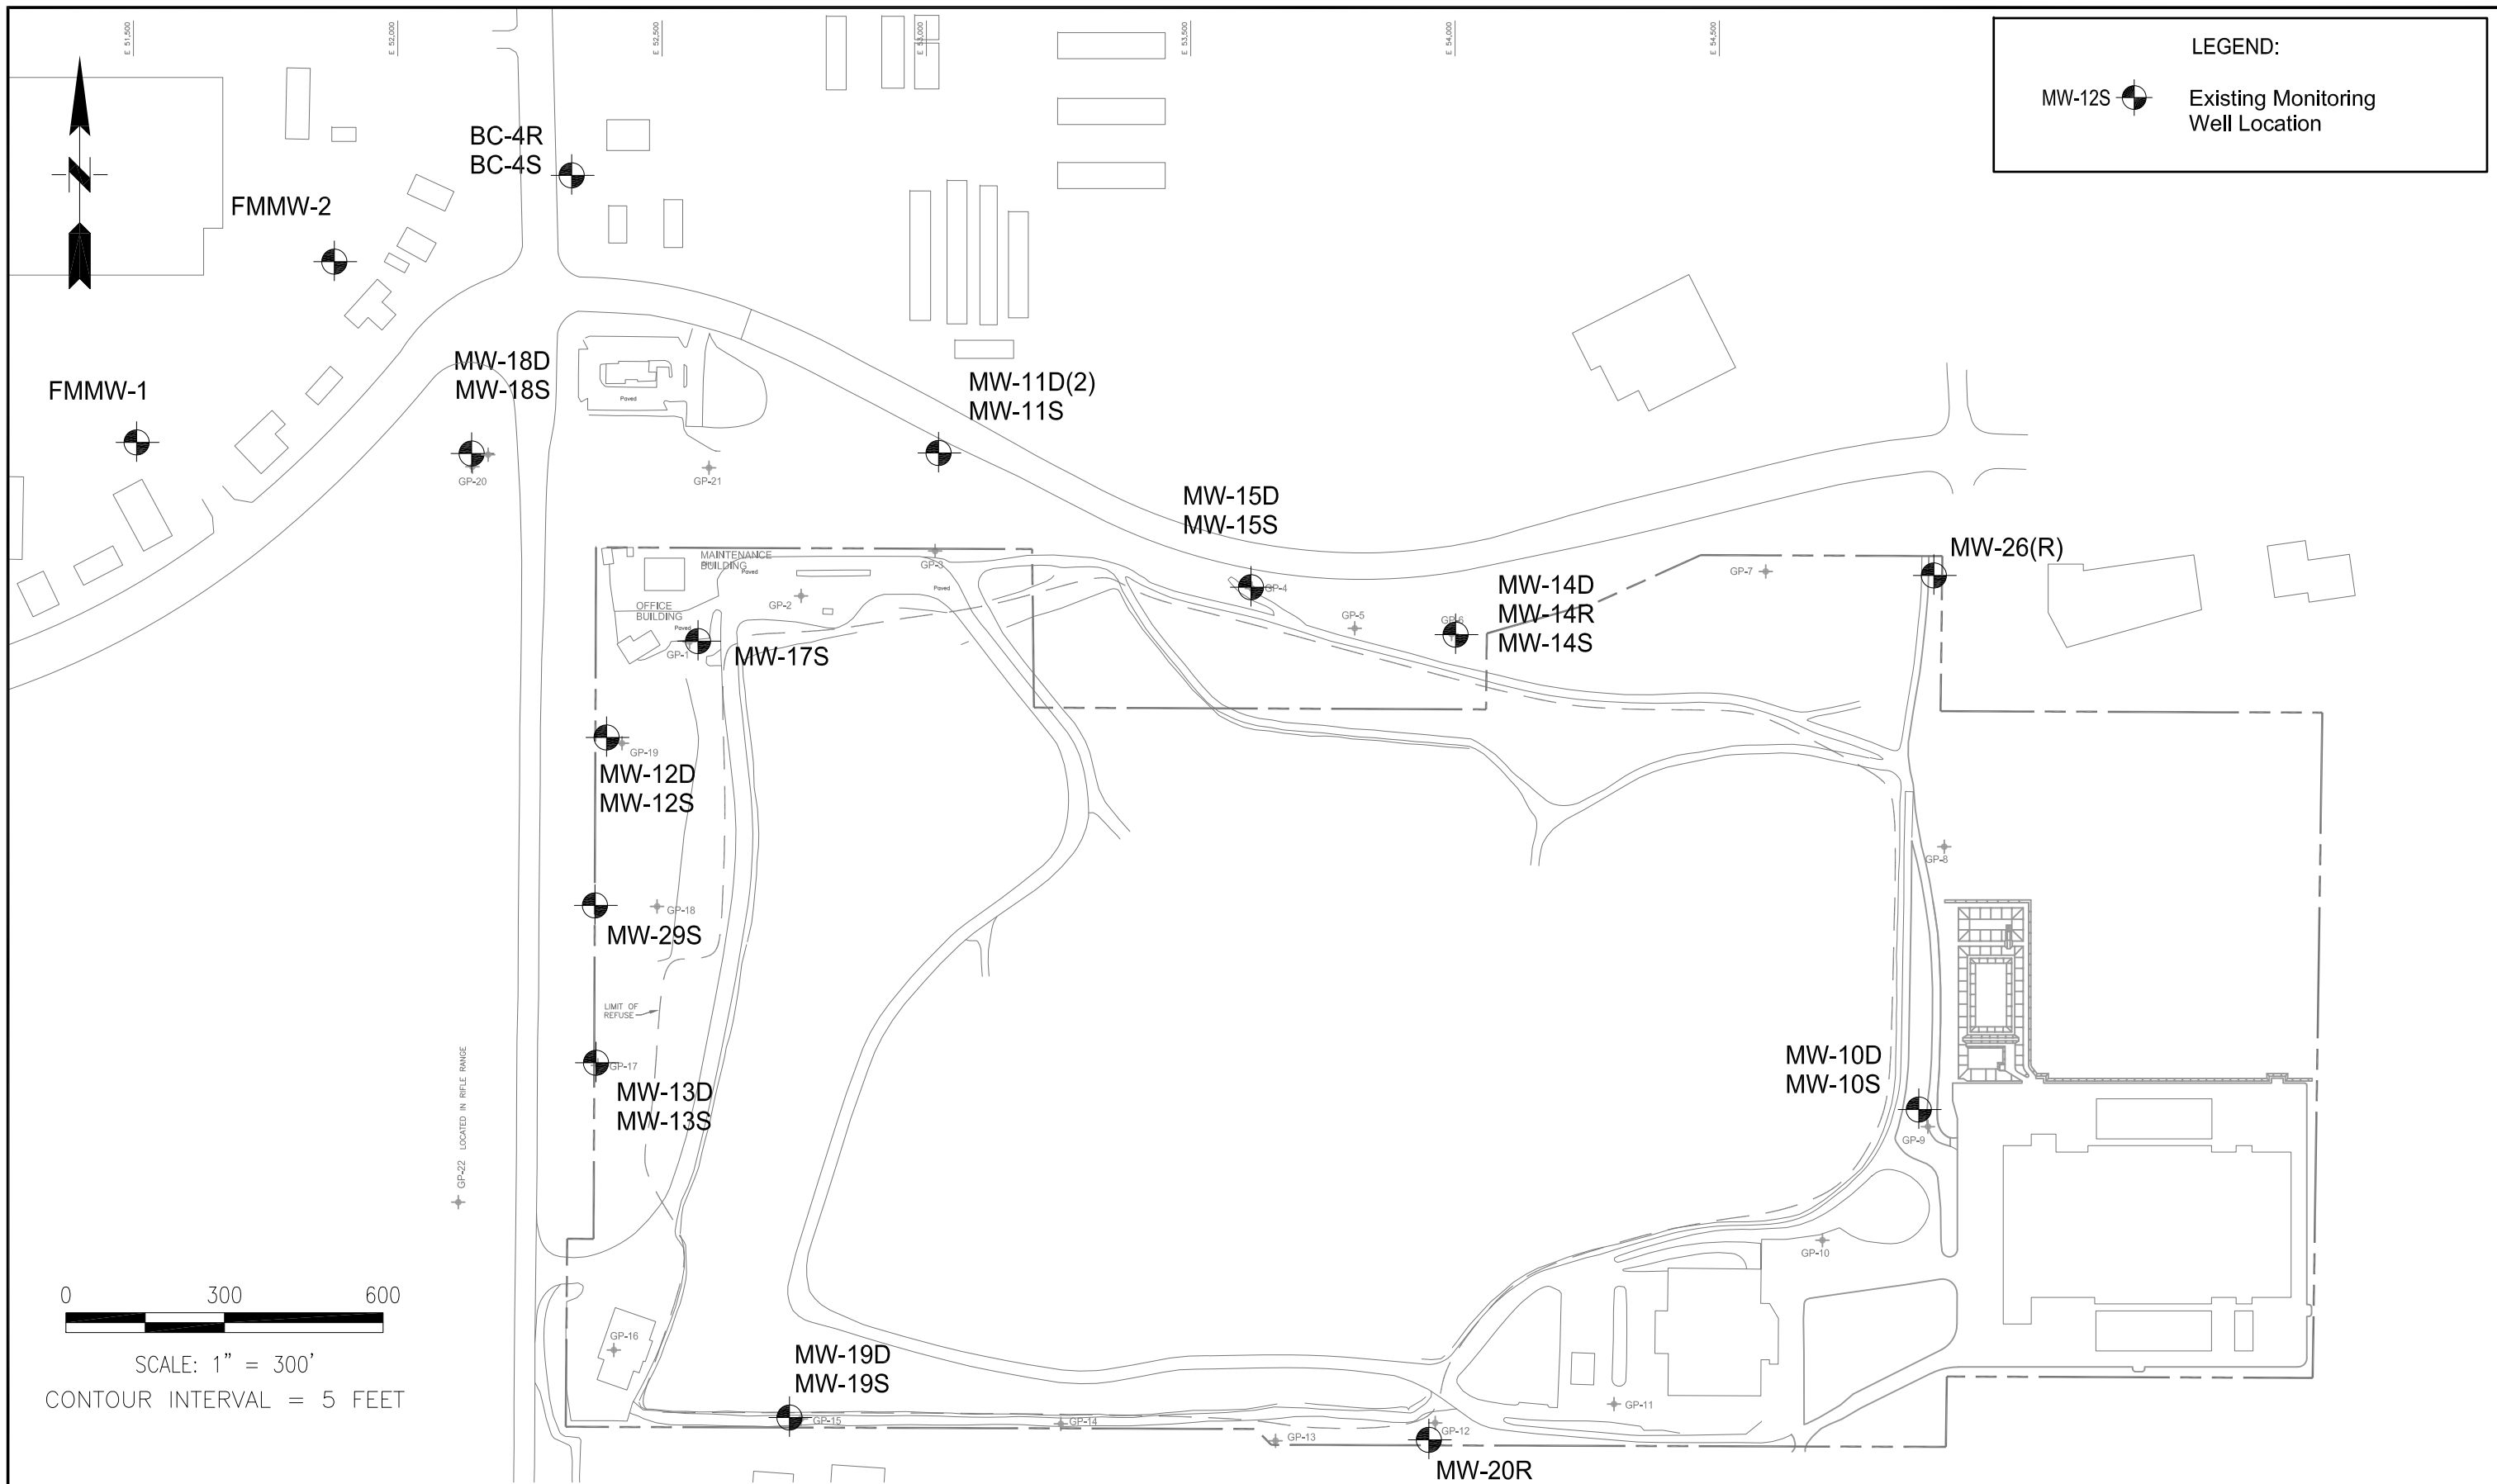 E 51,500
E 52,000
E 52,500
E 53,000
E 53,500
E 54,000
E 54,500
LEGEND:
MW-12S
Existing Monitoring
Well Location
N
BC-4R
BC-4S
FMMW-2
FMMW-1
MW-18D
MW-18S
Paved
MW-11D(2)
MW-11S
GP-20
GP-21
MW-15D
MW-15S
MW-26(R)
MAINTENANCE
BUILDING
Paved
GP-3
Paved
GP-2
OFFICE
BUILDING
Paved
GP-1
MW-17S
GP-4
GP-5
GP-6
GP-7
MW-14D
MW-14R
MW-14S
GP-19
MW-12D
MW-12S
GP-8
GP-18
MW-29S
LIMIT OF
REFUSE
GP-17
MW-13D
MW-13S
MW-10D
MW-10S
GP-9
GP-22 LOCATED IN RIFLE RANGE
GP-10
0 300 600
SCALE: 1" = 300'
CONTOUR INTERVAL = 5 FEET
GP-16
MW-19D
MW-19S
GP-15
GP-14
GP-13
GP-12
GP-11
MW-20R